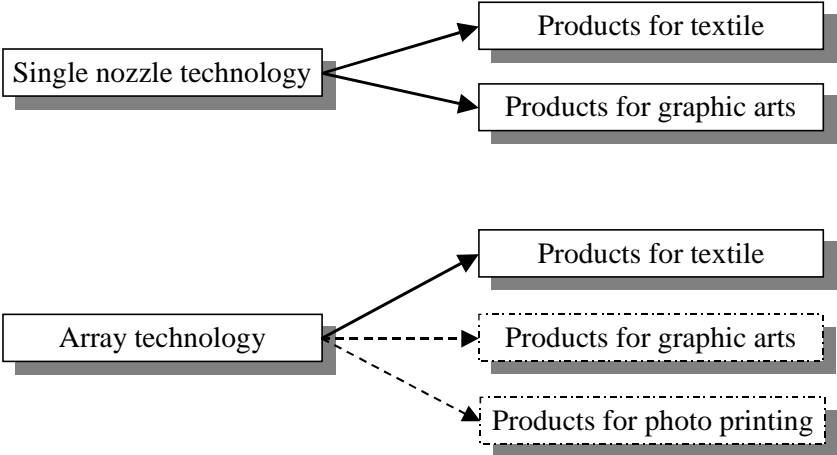 Single nozzle technology
Products for textile
Products for graphic arts
Array technology
Products for textile
Products for graphic arts
Products for photo printing